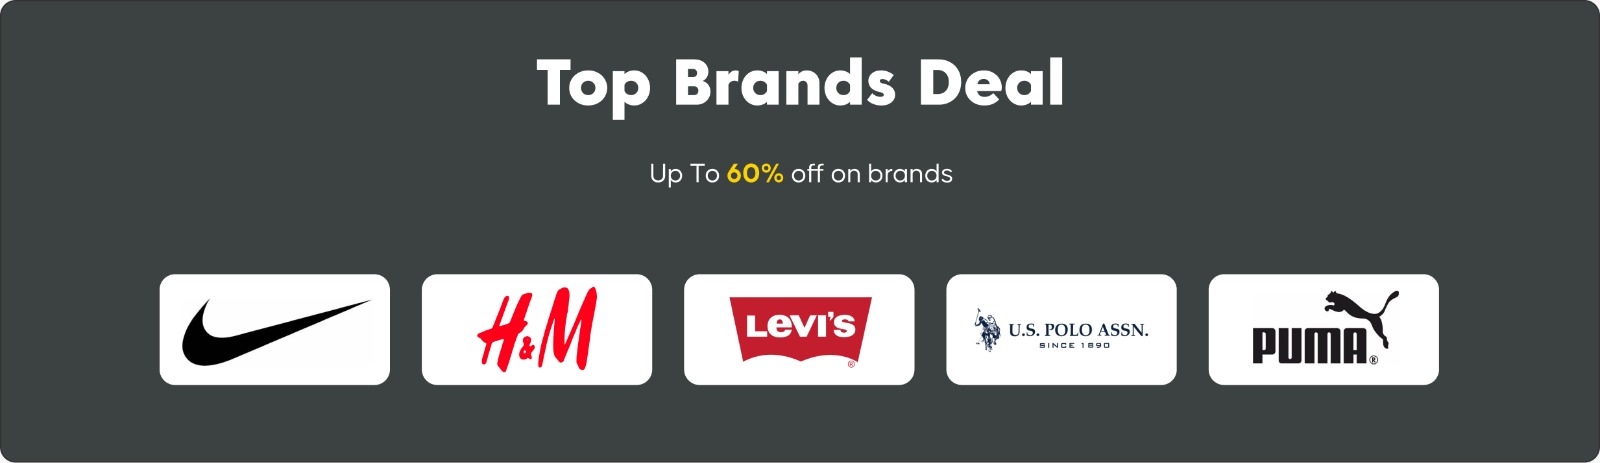 Top Brands Deal
Up To 60% off on brands
H&M
LEVI'S
®
U.S. POLO ASSN.
SINCE 1890
PUMA®